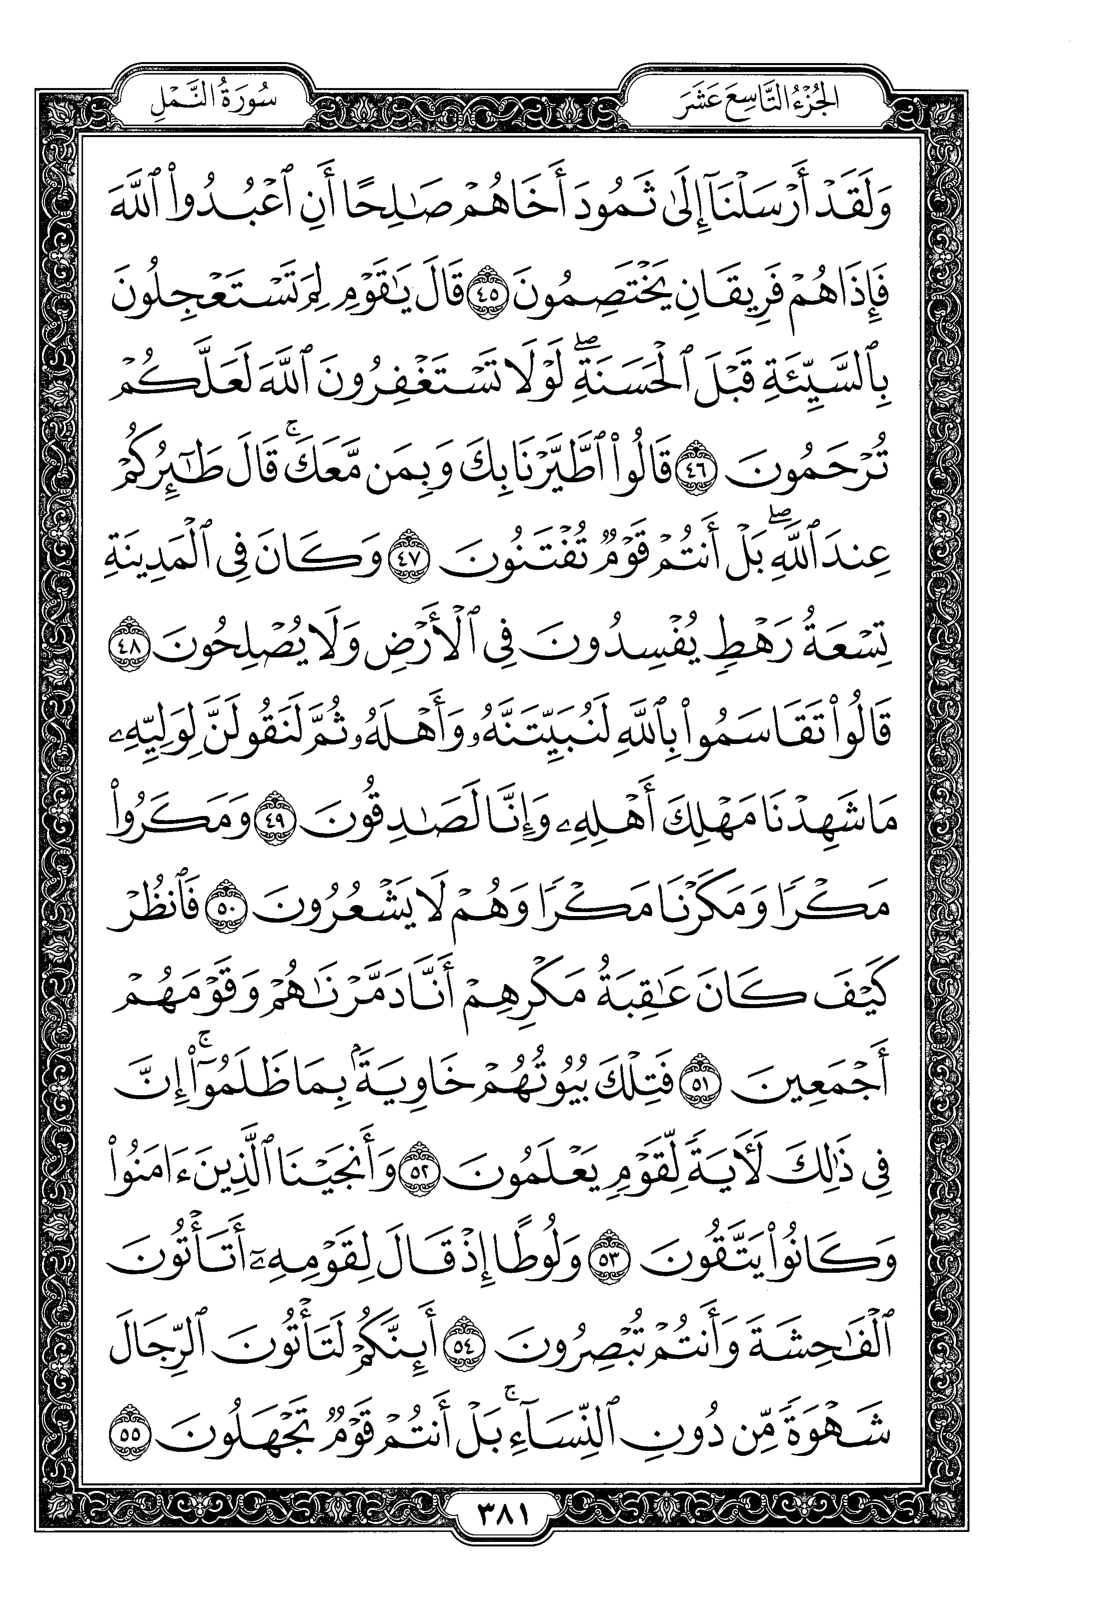 الجُزْءُ التَّاسِعَ عَشَرَ
سُورَةُ النَّمْلِ
وَلَقَدْ أَرْسَلْنَآ إِلَىٰ ثَمُودَ أَخَاهُمْ صَـٰلِحًا أَنِ ٱعْبُدُوا۟ ٱللَّهَ
فَإِذَا هُمْ فَرِيقَانِ يَخْتَصِمُونَ ٤٥ قَالَ يَـٰقَوْمِ لِمَ تَسْتَعْجِلُونَ
بِٱلسَّيِّئَةِ قَبْلَ ٱلْحَسَنَةِ ۖ لَوْلَا تَسْتَغْفِرُونَ ٱللَّهَ لَعَلَّكُمْ
تُرْحَمُونَ ٤٦ قَالُوا۟ ٱطَّيَّرْنَا بِكَ وَبِمَن مَّعَكَ ۚ قَالَ طَـٰٓئِرُكُمْ
عِندَ ٱللَّهِ ۖ بَلْ أَنتُمْ قَوْمٌ تُفْتَنُونَ ٤٧ وَكَانَ فِى ٱلْمَدِينَةِ
تِسْعَةُ رَهْطٍ يُفْسِدُونَ فِى ٱلْأَرْضِ وَلَا يُصْلِحُونَ ٤٨
قَالُوا۟ تَقَاسَمُوا۟ بِٱللَّهِ لَنُبَيِّتَنَّهُۥ وَأَهْلَهُۥ ثُمَّ لَنَقُولَنَّ لِوَلِيِّهِۦ
مَا شَهِدْنَا مَهْلِكَ أَهْلِهِۦ وَإِنَّا لَصَـٰدِقُونَ ٤٩ وَمَكَرُوا۟
مَكْرًا وَمَكَرْنَا مَكْرًا وَهُمْ لَا يَشْعُرُونَ ٥٠ فَٱنظُرْ
كَيْفَ كَانَ عَـٰقِبَةُ مَكْرِهِمْ أَنَّا دَمَّرْنَـٰهُمْ وَقَوْمَهُمْ
أَجْمَعِينَ ٥١ فَتِلْكَ بُيُوتُهُمْ خَاوِيَةًۢ بِمَا ظَلَمُوٓا۟ ۚ إِنَّ
فِى ذَٰلِكَ لَـَٔايَةً لِّقَوْمٍ يَعْلَمُونَ ٥٢ وَأَنجَيْنَا ٱلَّذِينَ ءَامَنُوا۟
وَكَانُوا۟ يَتَّقُونَ ٥٣ وَلُوطًا إِذْ قَالَ لِقَوْمِهِۦٓ أَتَأْتُونَ
ٱلْفَـٰحِشَةَ وَأَنتُمْ تُبْصِرُونَ ٥٤ أَئِنَّكُمْ لَتَأْتُونَ ٱلرِّجَالَ
شَهْوَةً مِّن دُونِ ٱلنِّسَآءِ ۚ بَلْ أَنتُمْ قَوْمٌ تَجْهَلُونَ ٥٥
٣٨١